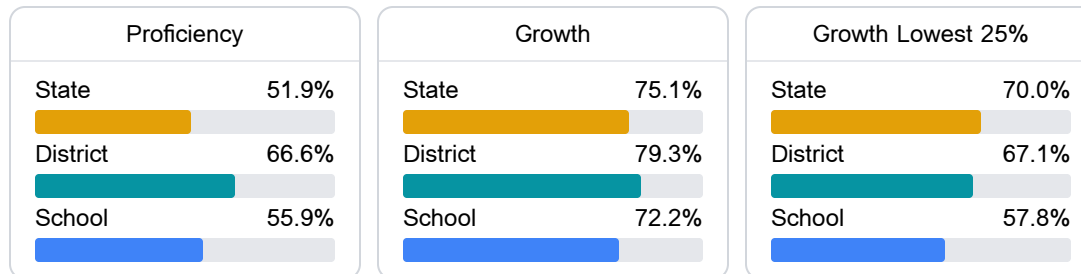 Proficiency
State 51.9%
District 66.6%
School 55.9%
Growth
State 75.1%
District 79.3%
School 72.2%
Growth Lowest 25%
State 70.0%
District 67.1%
School 57.8%